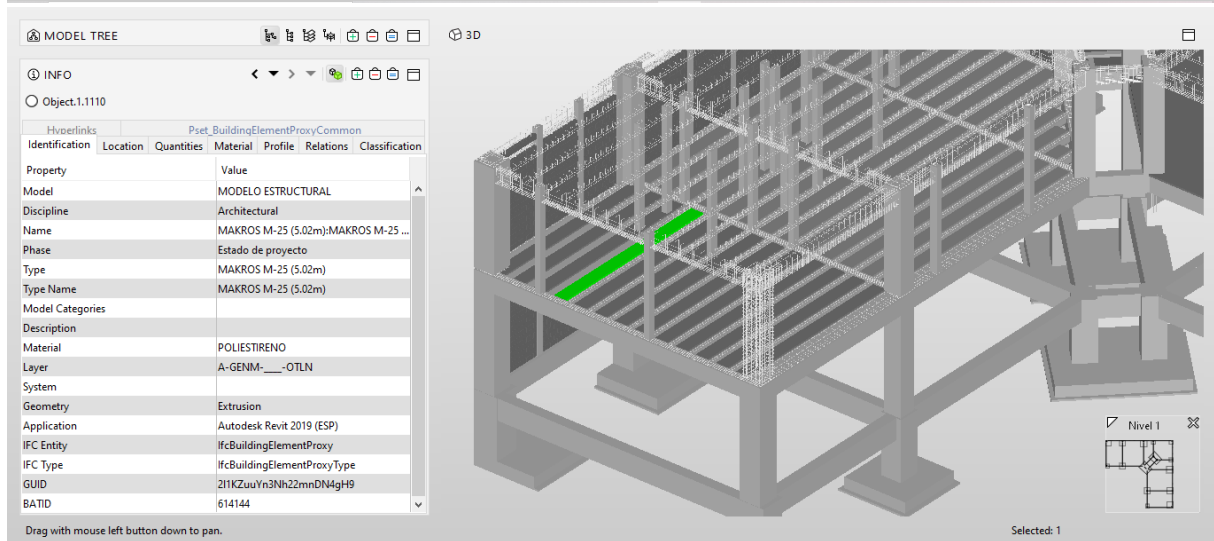 MODEL TREE
3D
INFO
Object.1.1110
Hyperlinks Pset_BuildingElementProxyCommon
Identification Location Quantities Material Profile Relations Classification
Property Value
Model MODELO ESTRUCTURAL
Discipline Architectural
Name MAKROS M-25 (5.02m):MAKROS M-25 ...
Phase Estado de proyecto
Type MAKROS M-25 (5.02m)
Type Name MAKROS M-25 (5.02m)
Model Categories
Description
Material POLIESTIRENO
Layer A-GENM-___-OTLN
System
Geometry Extrusion
Application Autodesk Revit 2019 (ESP)
IFC Entity IfcBuildingElementProxy
IFC Type IfcBuildingElementProxyType
GUID 2I1KZuuYn3Nh22mnDN4gH9
BATID 614144
Nivel 1
Drag with mouse left button down to pan.
Selected: 1